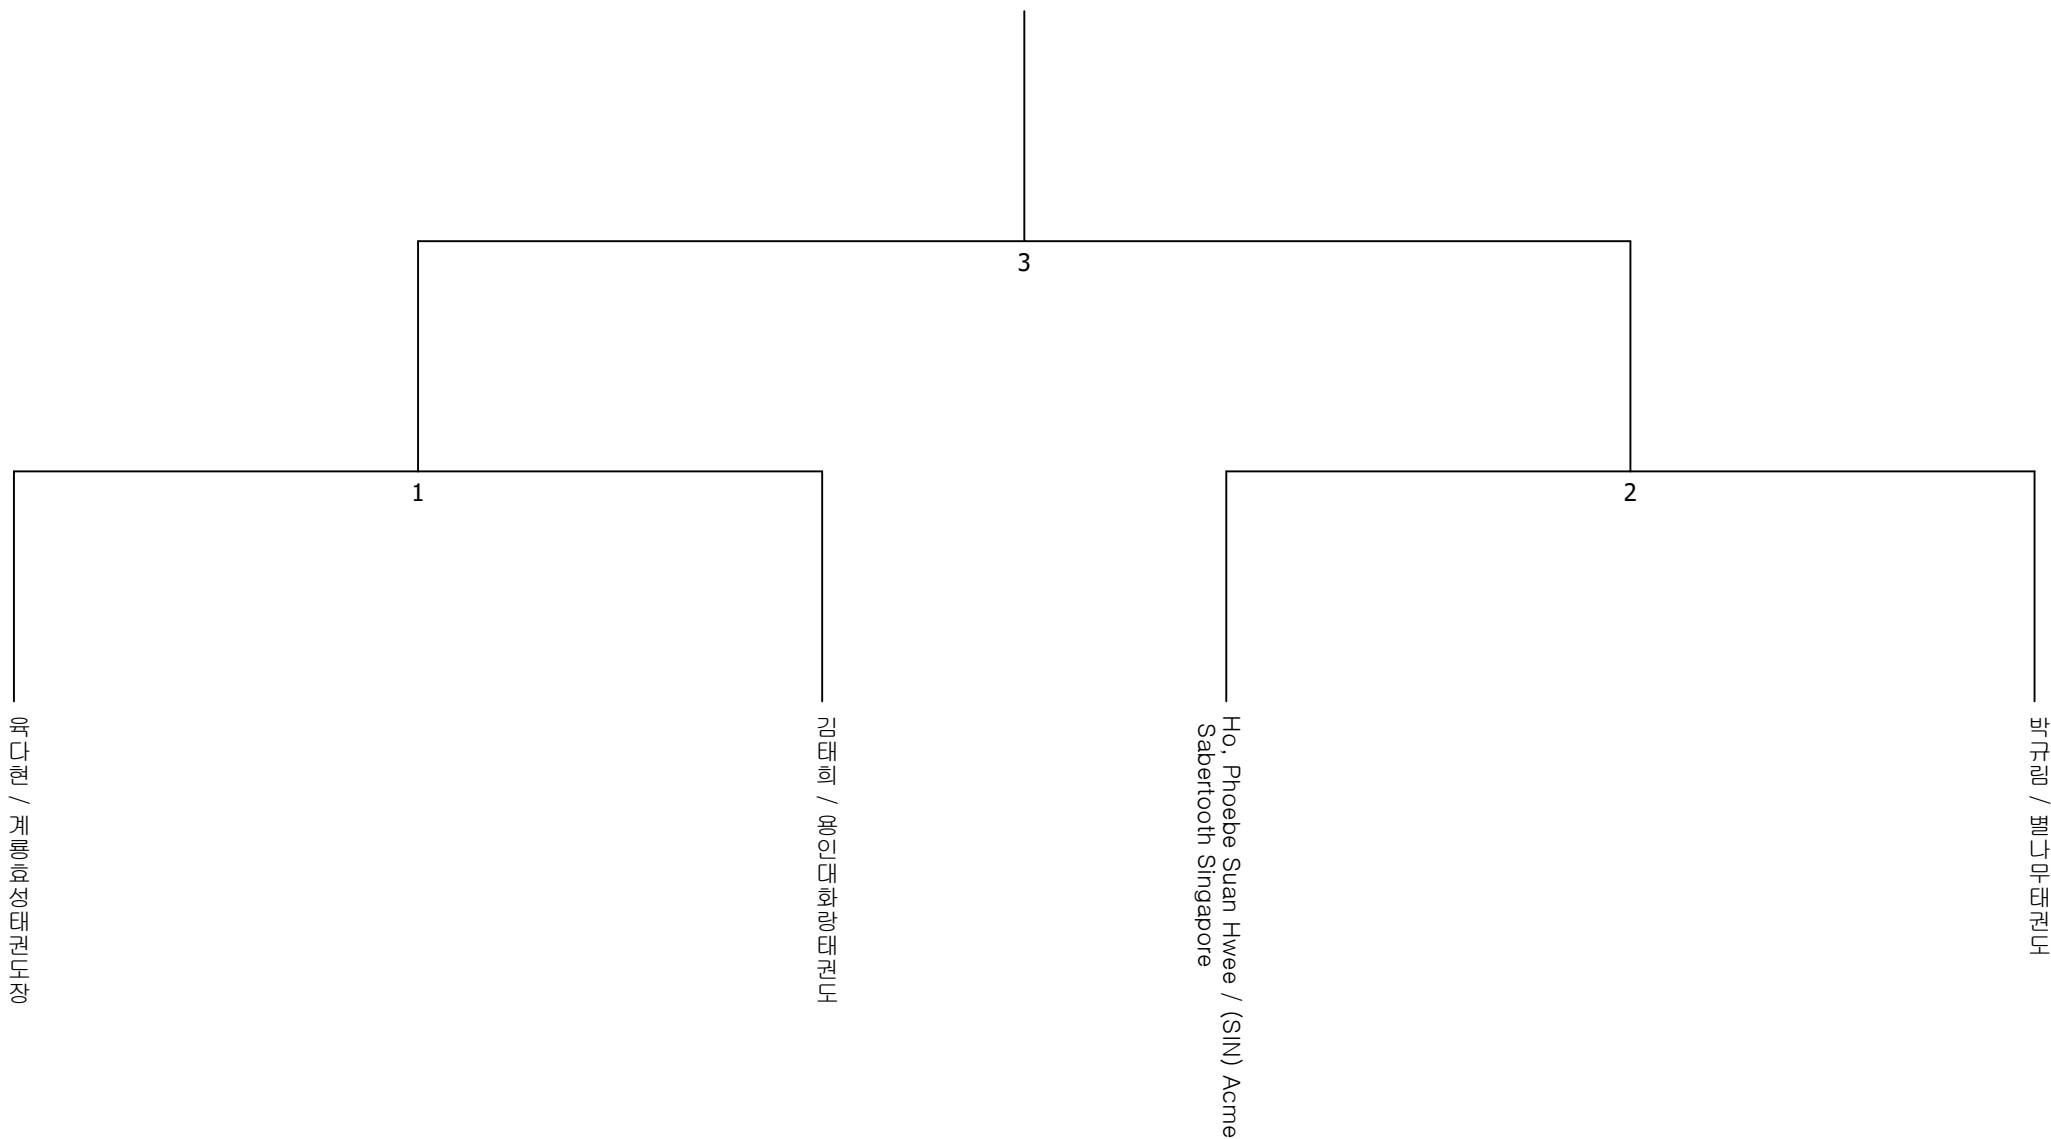 3
1
2
육다현 / 계룡효성태권도장
김태희 / 용인대화랑태권도
Ho, Phoebe Suan Hwee / (SIN) Acme
Sabertooth Singapore
박규림 / 별나무태권도